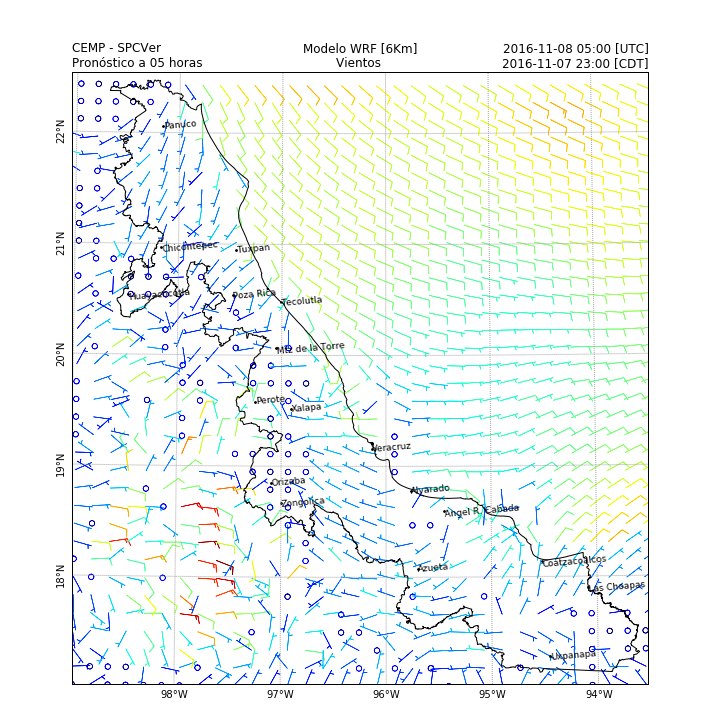 CEMP - SPCVer Modelo WRF [6Km] 2016-11-08 05:00 [UTC]
Pronóstico a 05 horas Vientos 2016-11-07 23:00 [CDT]
22°N
Panuco
21°N
Chicontepec
Tuxpan
Huayacocotla
Poza Rica
Tecolutla
20°N
Mtz de la Torre
Perote
Xalapa
Veracruz
19°N
Orizaba
Alvarado
Zongolica
Angel R. Cabada
Coatzacoalcos
18°N
Azueta
Las Choapas
Uxpanapa
98°W 97°W 96°W 95°W 94°W